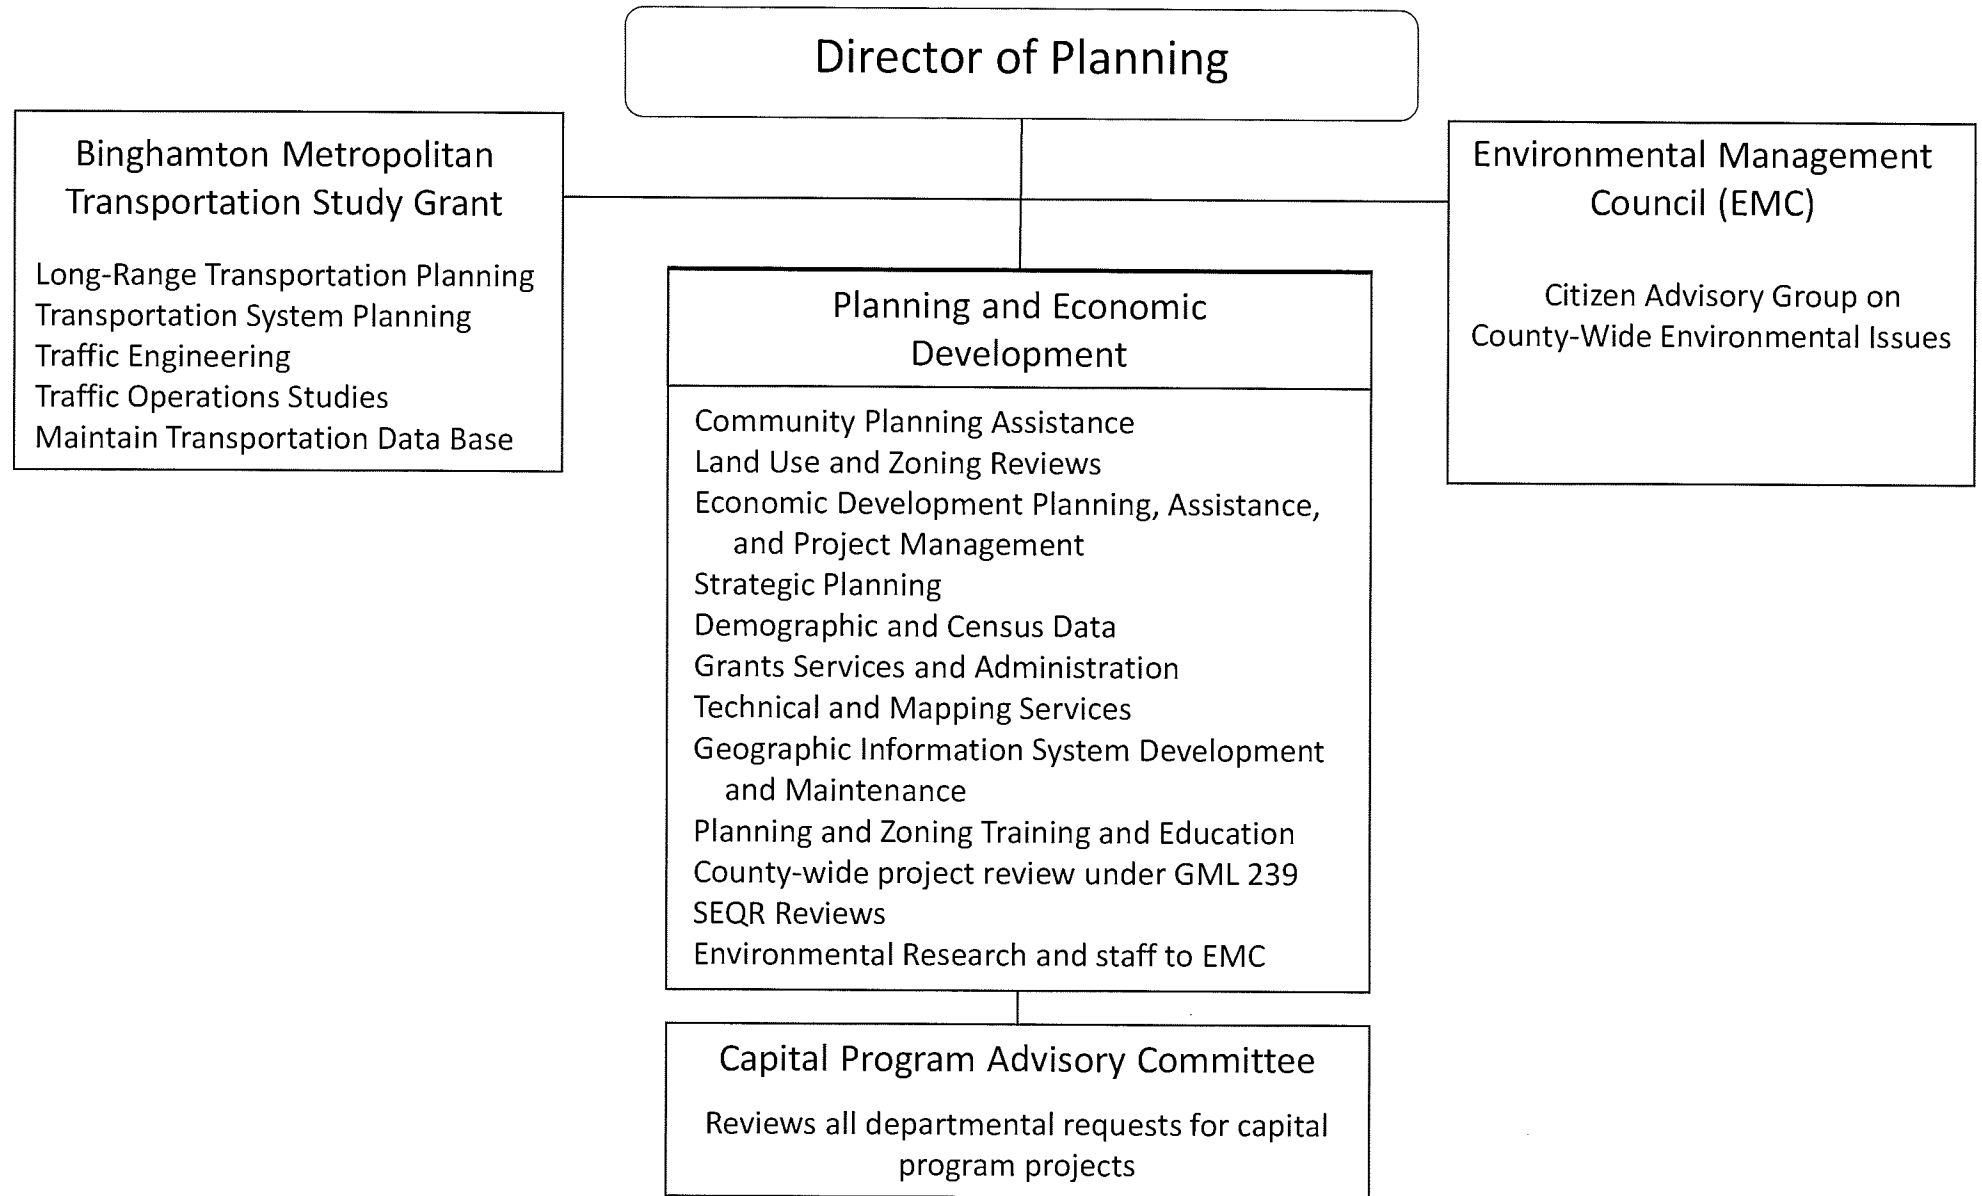 Director of Planning
Binghamton Metropolitan
Transportation Study Grant
Long-Range Transportation Planning
Transportation System Planning
Traffic Engineering
Traffic Operations Studies
Maintain Transportation Data Base
Environmental Management
Council (EMC)
Citizen Advisory Group on
County-Wide Environmental Issues
Planning and Economic
Development
Community Planning Assistance
Land Use and Zoning Reviews
Economic Development Planning, Assistance,
and Project Management
Strategic Planning
Demographic and Census Data
Grants Services and Administration
Technical and Mapping Services
Geographic Information System Development
and Maintenance
Planning and Zoning Training and Education
County-wide project review under GML 239
SEQR Reviews
Environmental Research and staff to EMC
Capital Program Advisory Committee
Reviews all departmental requests for capital
program projects